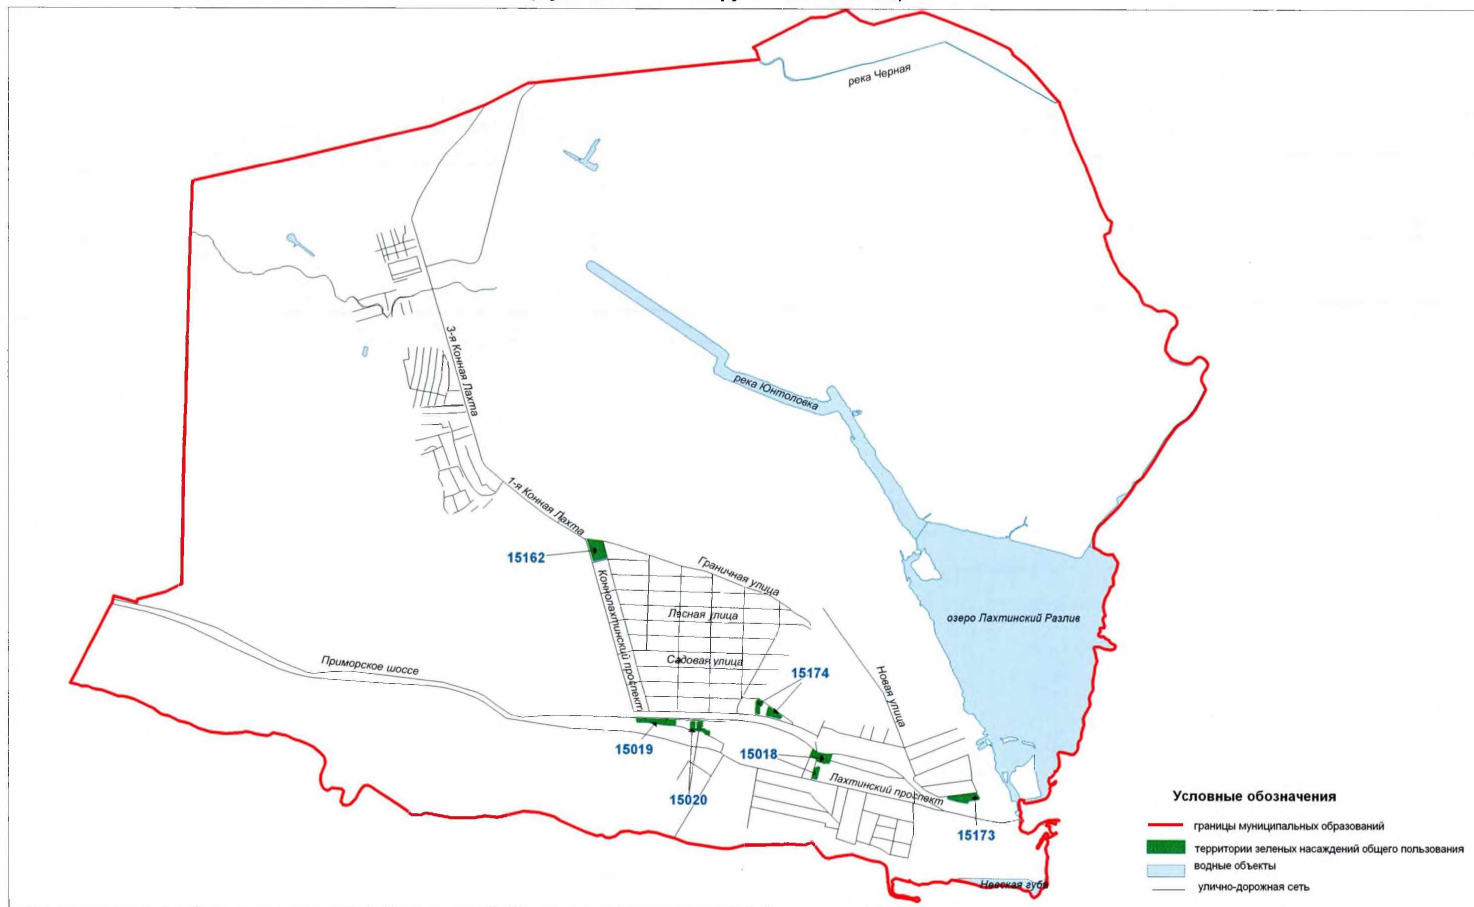 река Черная
3-я Конная Лахта
река Юнтоловка
1-я Конная Лахта
15162
Граничная улица
Коннолахтинский проспект
Лесная улица
озеро Лахтинский Разлив
Садовая улица
Приморское шоссе
15174
Новая улица
15019
15018
15020
Лахтинский проспект
15173
Невская губа
Условные обозначения
границы муниципальных образований
территории зеленых насаждений общего пользования
водные объекты
улично-дорожная сеть